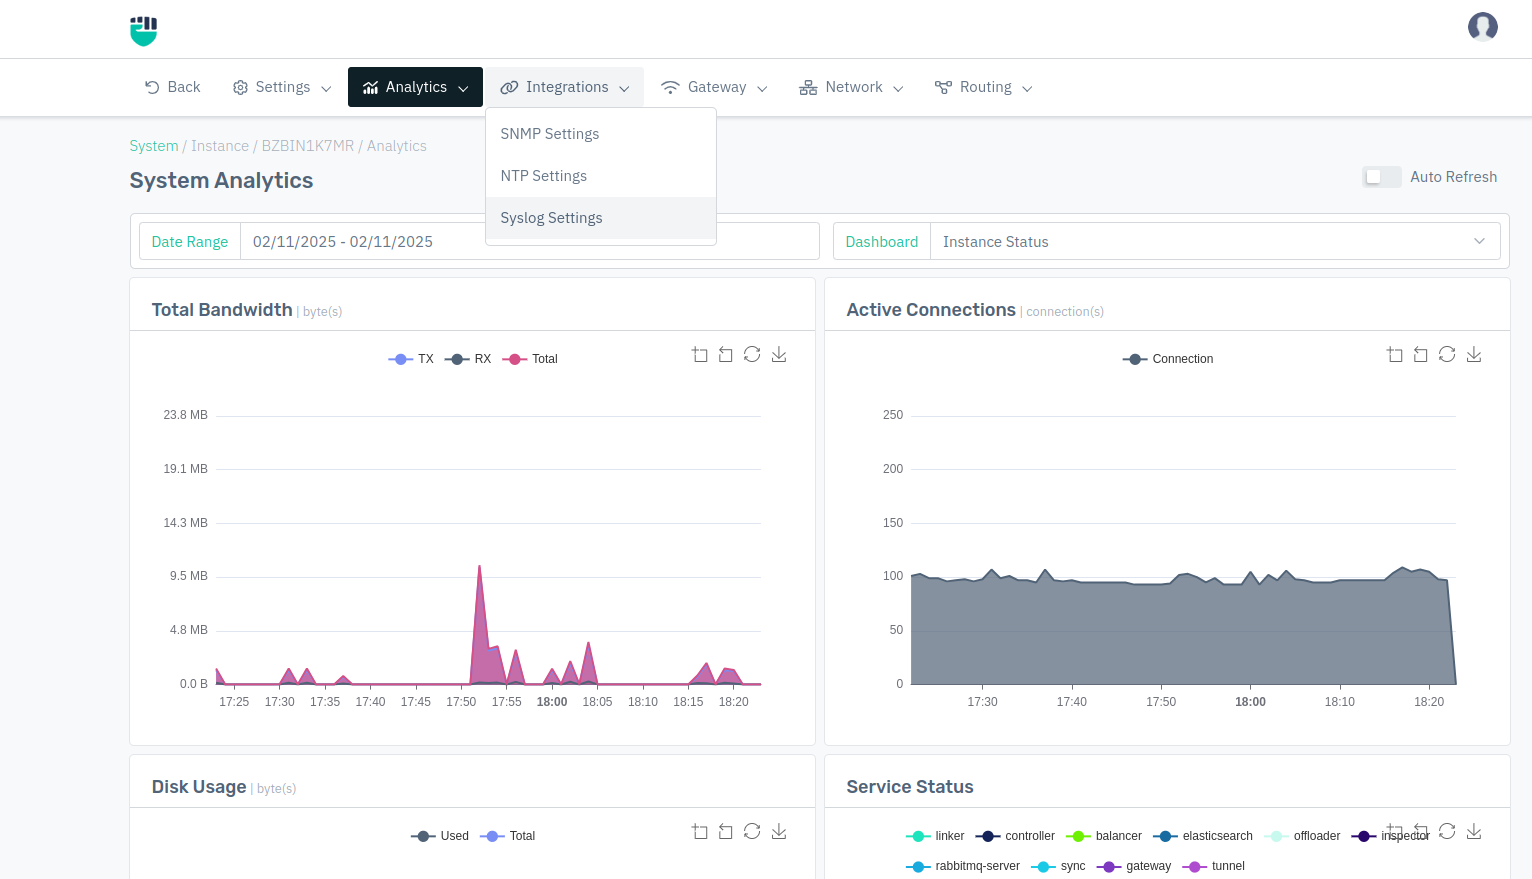 Back
Settings
Analytics
Integrations
Gateway
Network
Routing
SNMP Settings
NTP Settings
Syslog Settings
System / Instance / BZBIN1K7MR / Analytics
System Analytics
Auto Refresh
Date Range 02/11/2025 - 02/11/2025
Dashboard Instance Status
Total Bandwidth | byte(s)
TX RX Total
23.8 MB
19.1 MB
14.3 MB
9.5 MB
4.8 MB
0.0 B
17:25 17:30 17:35 17:40 17:45 17:50 17:55 18:00 18:05 18:10 18:15 18:20
Active Connections | connection(s)
Connection
250
200
150
100
50
0
17:30 17:40 17:50 18:00 18:10 18:20
Disk Usage | byte(s)
Used Total
Service Status
linker controller balancer elasticsearch offloader inspector
rabbitmq-server sync gateway tunnel